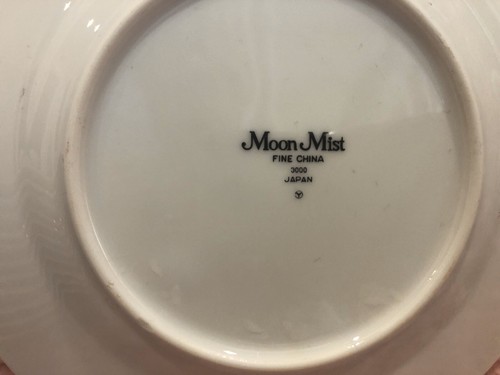 Moon Mist
FINE CHINA
3000
JAPAN